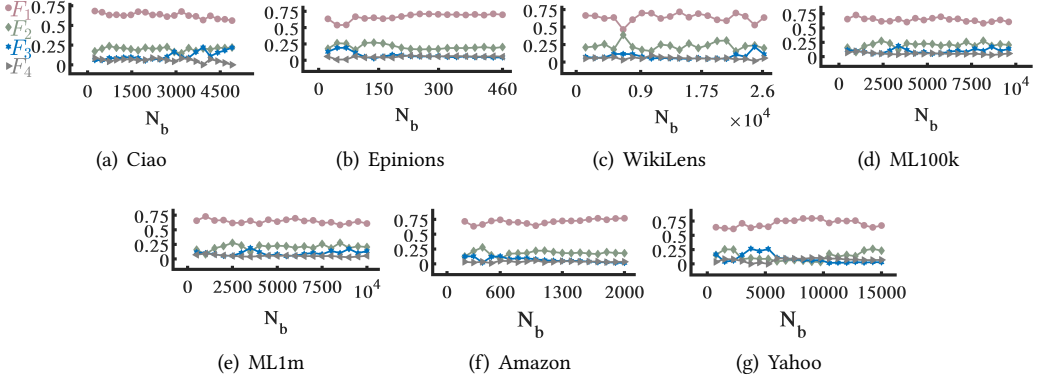 F1
F2
F3
F4
0.75
0.5
0.25
0
0 1500 3000 4500
Nb
(a) Ciao
0.75
0.5
0.25
0
0 150 300 460
Nb
(b) Epinions
0.75
0.5
0.25
0
0 0.9 1.75 2.6
Nb ×10^4
(c) WikiLens
0.75
0.5
0.25
0
0 2500 5000 7500 10^4
Nb
(d) ML100k
0.75
0.5
0.25
0
0 2500 5000 7500 10^4
Nb
(e) ML1m
0.75
0.5
0.25
0
0 600 1300 2000
Nb
(f) Amazon
0.75
0.5
0.25
0
0 5000 10000 15000
Nb
(g) Yahoo